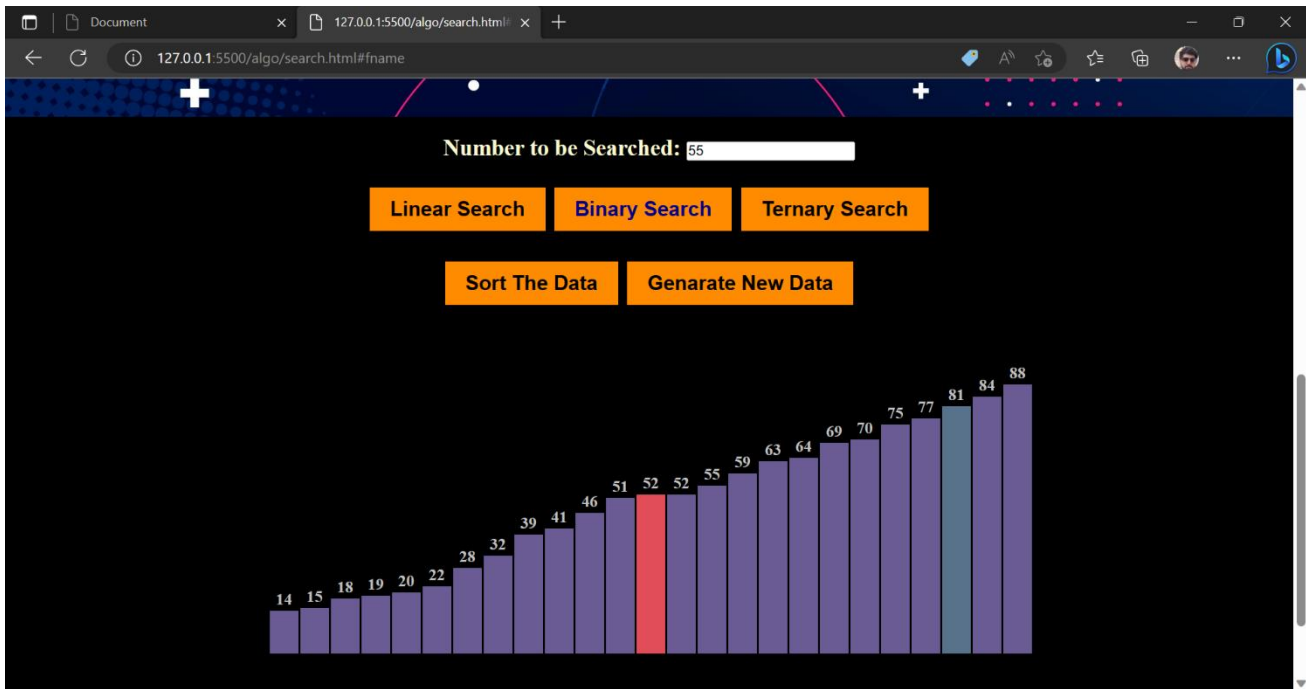 Document
127.0.0.1:5500/algo/search.html#
127.0.0.1:5500/algo/search.html#fname
Number to be Searched: 55
Linear Search Binary Search Ternary Search
Sort The Data Genarate New Data
14 15 18 19 20 22 28 32 39 41 46 51 52 52 55 59 63 64 69 70 75 77 81 84 88